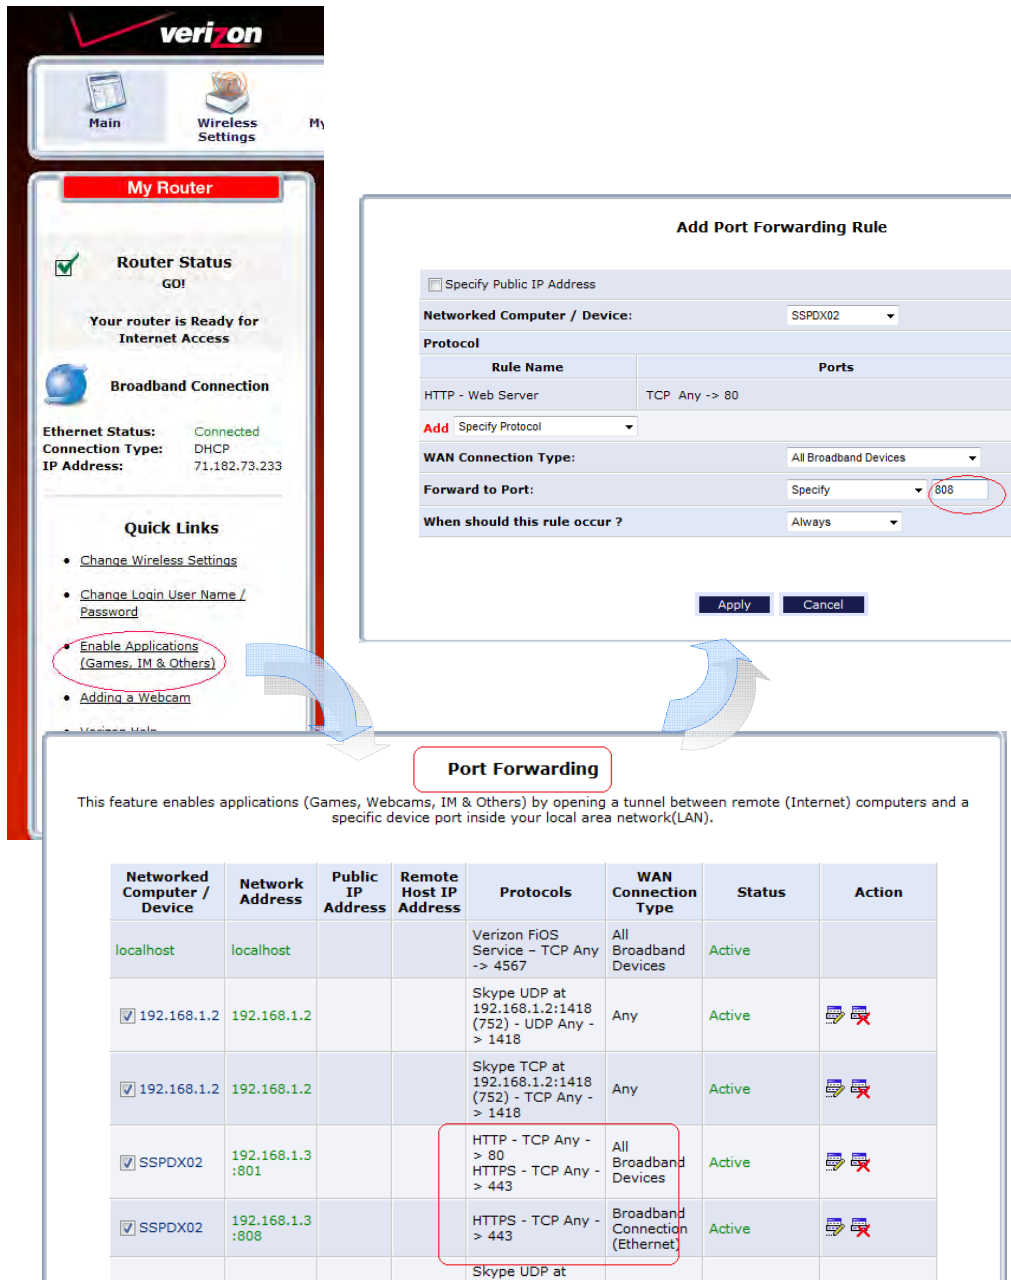 verizon
Main
Wireless
Settings
My
My Router
Router Status
GO!
Your router is Ready for
Internet Access
Broadband Connection
Ethernet Status: Connected
Connection Type: DHCP
IP Address: 71.182.73.233
Quick Links
Change Wireless Settings
Change Login User Name /
Password
Enable Applications
(Games, IM & Others)
Adding a Webcam
Verizon Help
Add Port Forwarding Rule
Specify Public IP Address
Networked Computer / Device: SSPDX02
Protocol
Rule Name Ports
HTTP - Web Server TCP Any -> 80
Add Specify Protocol
WAN Connection Type: All Broadband Devices
Forward to Port: Specify 808
When should this rule occur ? Always
Apply Cancel
Port Forwarding
This feature enables applications (Games, Webcams, IM & Others) by opening a tunnel between remote (Internet) computers and a
specific device port inside your local area network(LAN).
Networked
Computer /
Device
Network
Address
Public
IP
Address
Remote
Host IP
Address
Protocols
WAN
Connection
Type
Status
Action
localhost
localhost
Verizon FiOS
Service – TCP Any
-> 4567
All
Broadband
Devices
Active
192.168.1.2
192.168.1.2
Skype UDP at
192.168.1.2:1418
(752) - UDP Any -
> 1418
Any
Active
192.168.1.2
192.168.1.2
Skype TCP at
192.168.1.2:1418
(752) - TCP Any -
> 1418
Any
Active
SSPDX02
192.168.1.3
:801
HTTP - TCP Any -
> 80
HTTPS - TCP Any -
> 443
All
Broadband
Devices
Active
SSPDX02
192.168.1.3
:808
HTTPS - TCP Any -
> 443
Broadband
Connection
(Ethernet)
Active
Skype UDP at